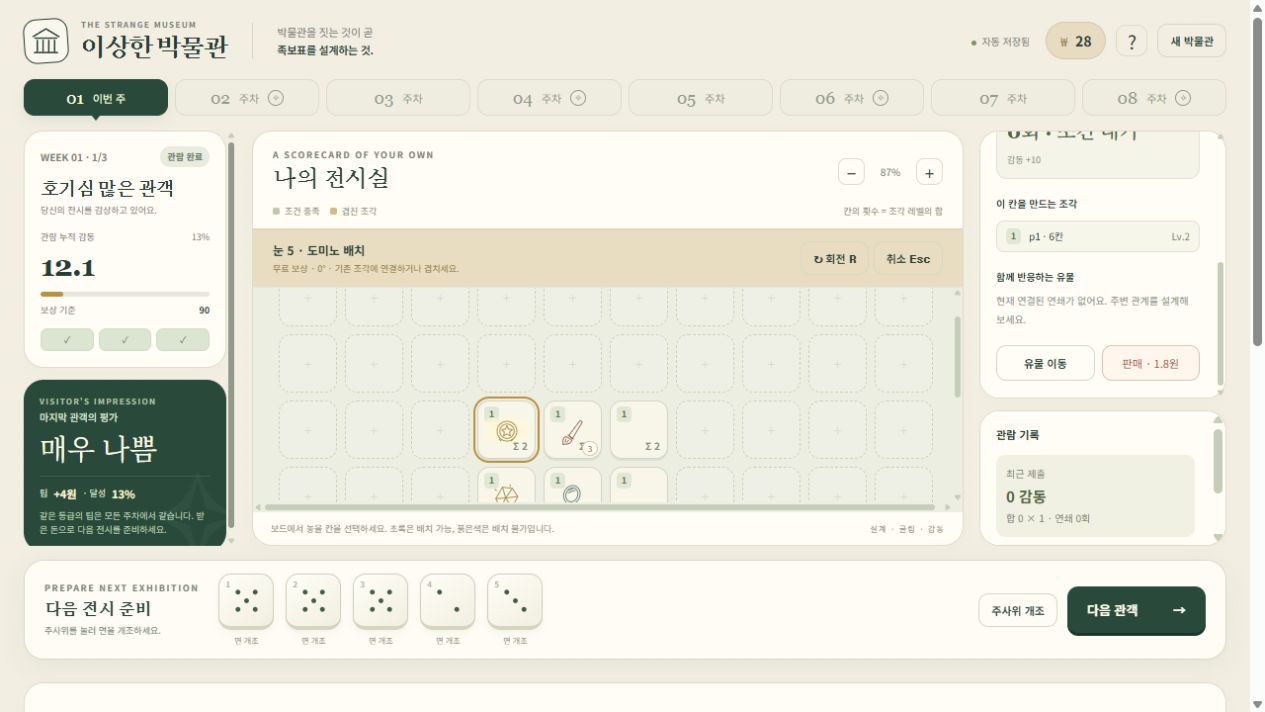 THE STRANGE MUSEUM
이상한 박물관
박물관을 짓는 것이 곧
족보표를 설계하는 것.
자동 저장됨
₩ 28
?
새 박물관
01 이번 주
02 주차
03 주차
04 주차
05 주차
06 주차
07 주차
08 주차
WEEK 01 · 1/3
관람 완료
호기심 많은 관객
당신의 전시를 감상하고 있어요.
관람 누적 감동
13%
12.1
보상 기준
90
✓ ✓ ✓
VISITOR'S IMPRESSION
마지막 관객의 평가
매우 나쁨
팁 +4원 · 달성 13%
같은 등급의 팁은 모든 주차에서 같습니다. 받
은 돈으로 다음 전시를 준비하세요.
A SCORECARD OF YOUR OWN
나의 전시실
− 87% +
조건 충족
겹친 조각
칸의 횟수 = 조각 레벨의 합
눈 5 · 도미노 배치
무료 보상 · 0° · 기존 조각에 연결하거나 겹치세요.
↻ 회전 R
취소 Esc
1 Σ 2
1 3
1 Σ 2
1
1
1
보드에서 놓을 칸을 선택하세요. 초록은 배치 가능, 붉은색은 배치 불가입니다.
설계 · 굴림 · 감동
감동 +10
이 칸을 만드는 조각
1 p1 · 6칸 Lv.2
함께 반응하는 유물
현재 연결된 연쇄가 없어요. 주변 관계를 설계해
보세요.
유물 이동
판매 · 1.8원
관람 기록
최근 제출
0 감동
합 0 × 1 · 연쇄 0회
PREPARE NEXT EXHIBITION
다음 전시 준비
주사위를 눌러 면을 개조하세요.
1 2 3 4 5
면 개조
면 개조
면 개조
면 개조
면 개조
주사위 개조
다음 관객 →